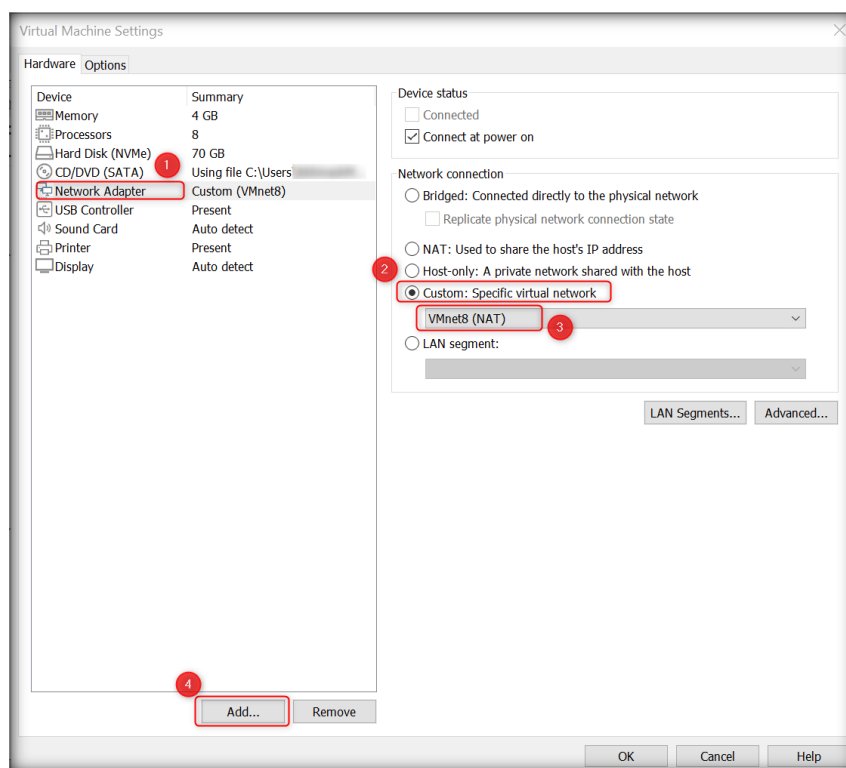 Virtual Machine Settings
Hardware Options
Device Summary
Memory 4 GB
Processors 8
Hard Disk (NVMe) 70 GB
1
CD/DVD (SATA) Using file C:\Users
Network Adapter Custom (VMnet8)
USB Controller Present
Sound Card Auto detect
Printer Present
Display Auto detect
4
Add... Remove
Device status
Connected
Connect at power on
Network connection
Bridged: Connected directly to the physical network
Replicate physical network connection state
NAT: Used to share the host's IP address
2
Host-only: A private network shared with the host
Custom: Specific virtual network
VMnet8 (NAT)
3
LAN segment:
LAN Segments... Advanced...
OK Cancel Help